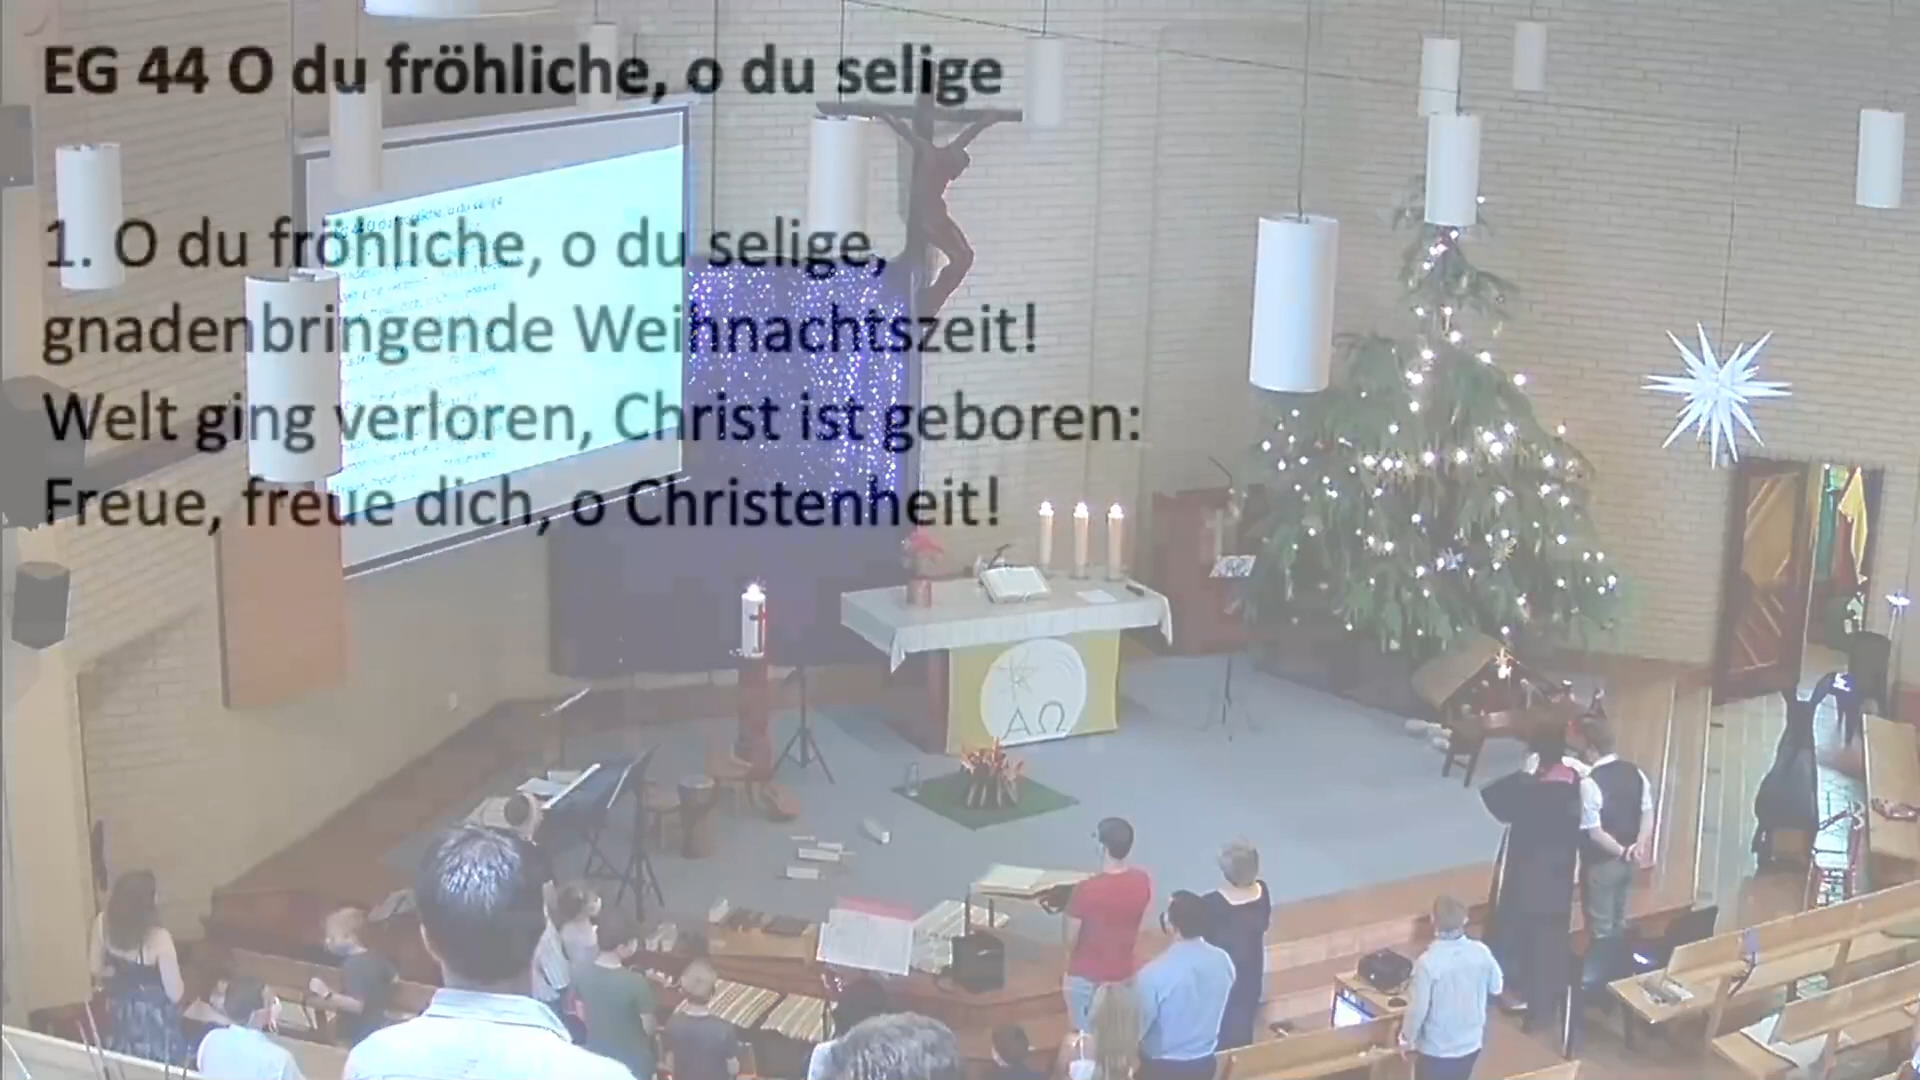 EG 44 O du fröhliche, o du selige
1. O du fröhliche, o du selige,
gnadenbringende Weihnachtszeit!
Welt ging verloren, Christ ist geboren:
Freue, freue dich, o Christenheit!
ΑΩ